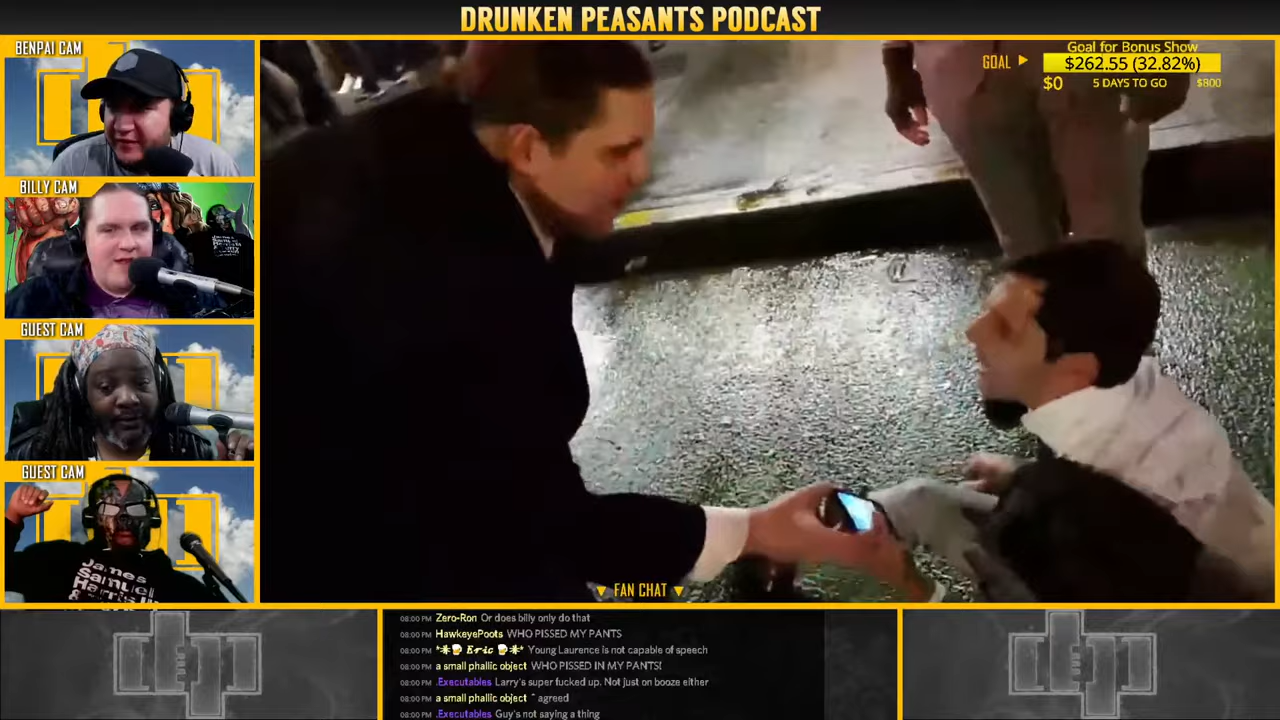 DRUNKEN PEASANTS PODCAST
BENPAI CAM
BILLY CAM
GUEST CAM
GUEST CAM
James
Samuel
Harris III
Goal for Bonus Show
GOAL ▶ $262.55 (32.82%)
$0 5 DAYS TO GO $800
▼ FAN CHAT ▼
08:00 PM Zero-Ron Or does billy only do that
08:00 PM HawkeyePoots WHO PISSED MY PANTS
08:00 PM *🌟🍺 Eric 🍺🌟* Young Laurence is not capable of speech
08:00 PM a small phallic object WHO PISSED IN MY PANTS!
08:00 PM .Executables Larry's super fucked up. Not just on booze either
08:00 PM a small phallic object ^ agreed
08:00 PM .Executables Guy's not saying a thing